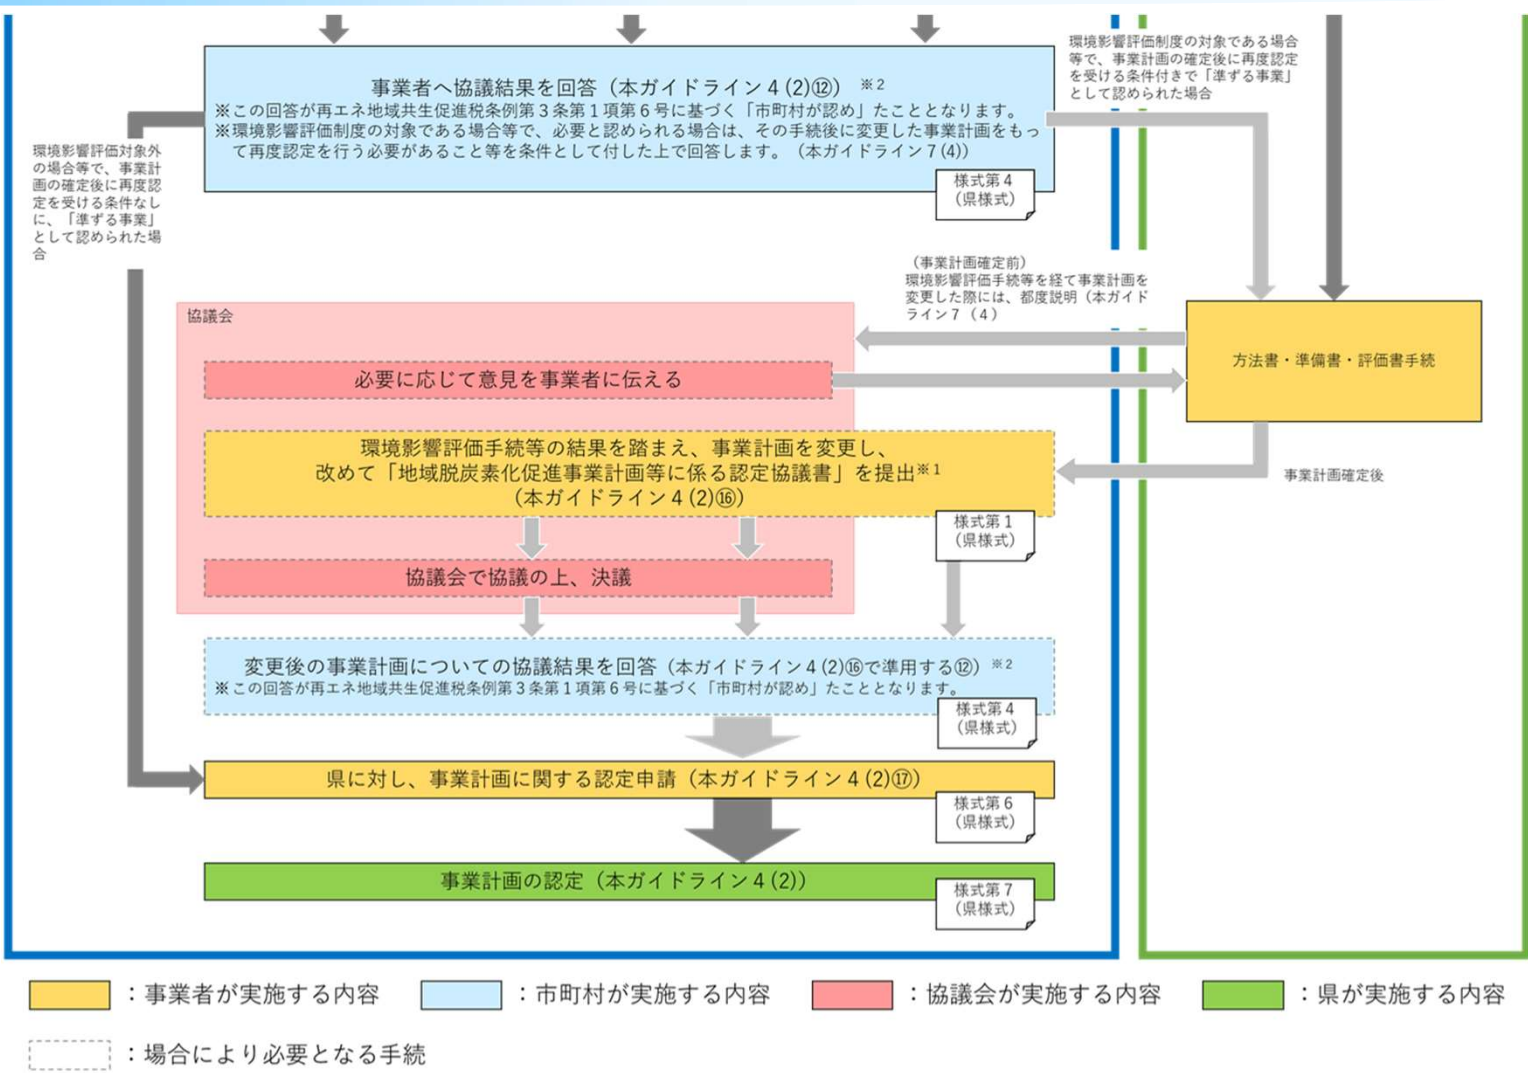 事業者へ協議結果を回答（本ガイドライン４(2)⑫） ※２
※この回答が再エネ地域共生促進税条例第３条第１項第６号に基づく「市町村が認め」たこととなります。
※環境影響評価制度の対象である場合等で、必要と認められる場合は、その手続後に変更した事業計画をもっ
て再度認定を行う必要があること等を条件として付した上で回答します。（本ガイドライン７(4)）
様式第４
（県様式）
環境影響評価制度の対象である場合
等で、事業計画の確定後に再度認定
を受ける条件付きで「準ずる事業」
として認められた場合
環境影響評価対象外
の場合等で、事業計
画の確定後に再度認
定を受ける条件なし
に、「準ずる事業」
として認められた場
合
（事業計画確定前）
環境影響評価手続等を経て事業計画を
変更した際には、都度説明（本ガイド
ライン７（４）
協議会
方法書・準備書・評価書手続
必要に応じて意見を事業者に伝える
環境影響評価手続等の結果を踏まえ、事業計画を変更し、
改めて「地域脱炭素化促進事業計画等に係る認定協議書」を提出※１
（本ガイドライン４(2)⑯）
事業計画確定後
様式第１
（県様式）
協議会で協議の上、決議
変更後の事業計画についての協議結果を回答（本ガイドライン４(2)⑯で準用する⑫） ※２
※この回答が再エネ地域共生促進税条例第３条第１項第６号に基づく「市町村が認め」たこととなります。
様式第４
（県様式）
県に対し、事業計画に関する認定申請（本ガイドライン４(2)⑰）
様式第６
（県様式）
事業計画の認定（本ガイドライン４(2)）
様式第７
（県様式）
：事業者が実施する内容
：市町村が実施する内容
：協議会が実施する内容
：県が実施する内容
：場合により必要となる手続